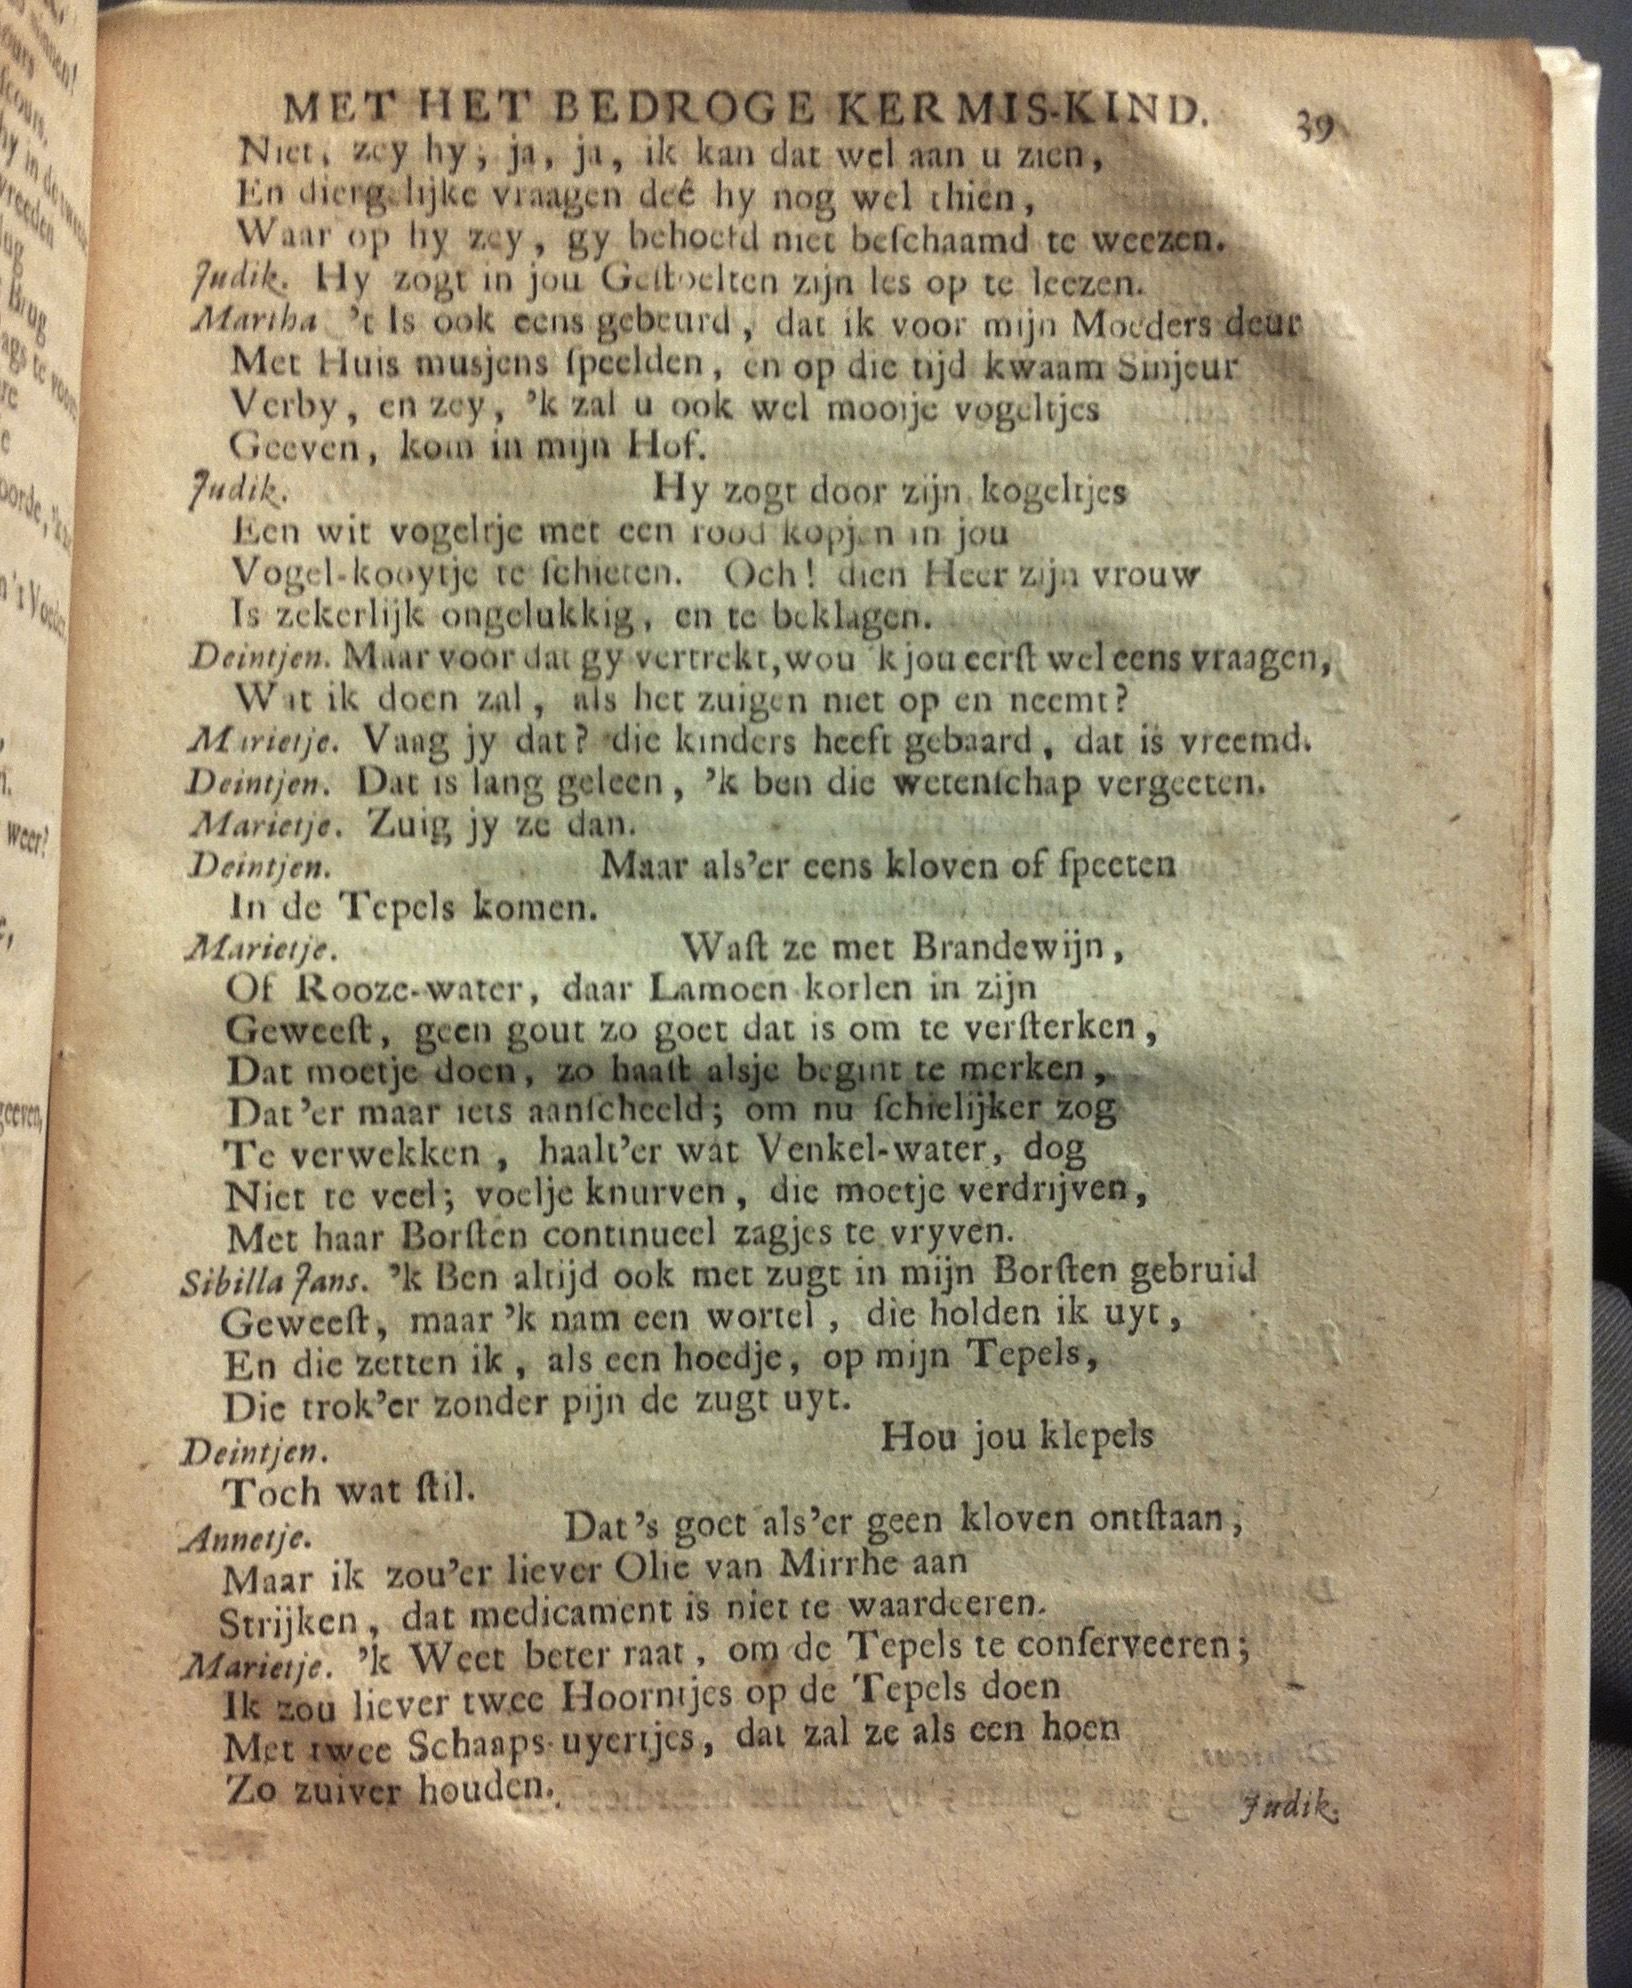 MET HET BEDROGE KERMIS-KIND. 39
Niet, zey hy, ja, ja, ik kan dat wel aan u zien,
En diergelijke vraagen deé hy nog wel thien,
Waar op hy zey, gy behoefd niet beſchaamd te weezen.
Judik. Hy zogt in jou Geſtoelten zijn les op te leezen.
Martha 't Is ook eens gebeurd, dat ik voor mijn Moeders deur
Met Huis musjens ſpeelden, en op die tijd kwaam Sinjeur
Verby, en zey, 'k zal u ook wel mooije vogeltjes
Geeven, kom in mijn Hof.
Judik. Hy zogt door zijn kogeltjes
Een wit vogeltje met een rood kopjen in jou
Vogel-kooytje te ſchieten. Och! dien Heer zijn vrouw
Is zekerlijk ongelukkig, en te beklagen.
Deintjen. Maar voor dat gy vertrekt, wou 'k jou eerſt wel eens vraagen,
Wat ik doen zal, als het zuigen niet op en neemt?
Marietje. Vaag jy dat? die kinders heeft gebaard, dat is vreemd.
Deintjen. Dat is lang geleen, 'k ben die wetenſchap vergeeten.
Marietje. Zuig jy ze dan.
Deintjen. Maar als'er eens kloven of ſpeeten
In de Tepels komen.
Marietje. Waſt ze met Brandewijn,
Of Rooze-water, daar Lamoen korlen in zijn
Geweeſt, geen gout zo goet dat is om te verſterken,
Dat moetje doen, zo haaſt alsje begint te merken,
Dat'er maar iets aanſcheeld; om nu ſchielijker zog
Te verwekken, haalt'er wat Venkel-water, dog
Niet te veel; voelje knurven, die moetje verdrijven,
Met haar Borſten continueel zagjes te vryven.
Sibilla Jans. 'k Ben altijd ook met zugt in mijn Borſten gebruid
Geweeſt, maar 'k nam een wortel, die holden ik uyt,
En die zetten ik, als een hoedje, op mijn Tepels,
Die trok'er zonder pijn de zugt uyt.
Deintjen. Hou jou klepels
Toch wat ſtil.
Annetje. Dat's goet als'er geen kloven ontſtaan,
Maar ik zou'er liever Olie van Mirrhe aan
Strijken, dat medicament is niet te waardeeren.
Marietje. 'k Weet beter raat, om de Tepels te conſerveeren;
Ik zou liever twee Hoorntjes op de Tepels doen
Met twee Schaaps-uyertjes, dat zal ze als een hoen
Zo zuiver houden.
Judik.